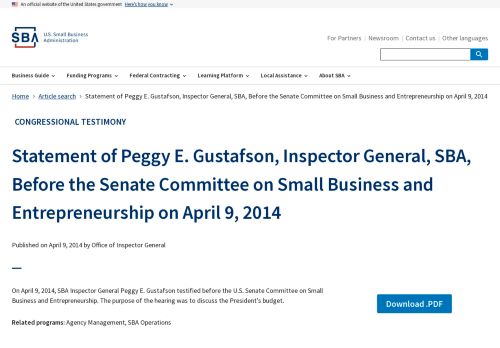 An official website of the United States government Here's how you know
SBA U.S. Small Business
Administration
For Partners | Newsroom | Contact us | Other languages
Business Guide Funding Programs Federal Contracting Learning Platform Local Assistance About SBA
Home › Article search › Statement of Peggy E. Gustafson, Inspector General, SBA, Before the Senate Committee on Small Business and Entrepreneurship on April 9, 2014
CONGRESSIONAL TESTIMONY
Statement of Peggy E. Gustafson, Inspector General, SBA,
Before the Senate Committee on Small Business and
Entrepreneurship on April 9, 2014
Published on April 9, 2014 by Office of Inspector General
On April 9, 2014, SBA Inspector General Peggy E. Gustafson testified before the U.S. Senate Committee on Small
Business and Entrepreneurship. The purpose of the hearing was to discuss the President's budget.
Download .PDF
Related programs: Agency Management, SBA Operations